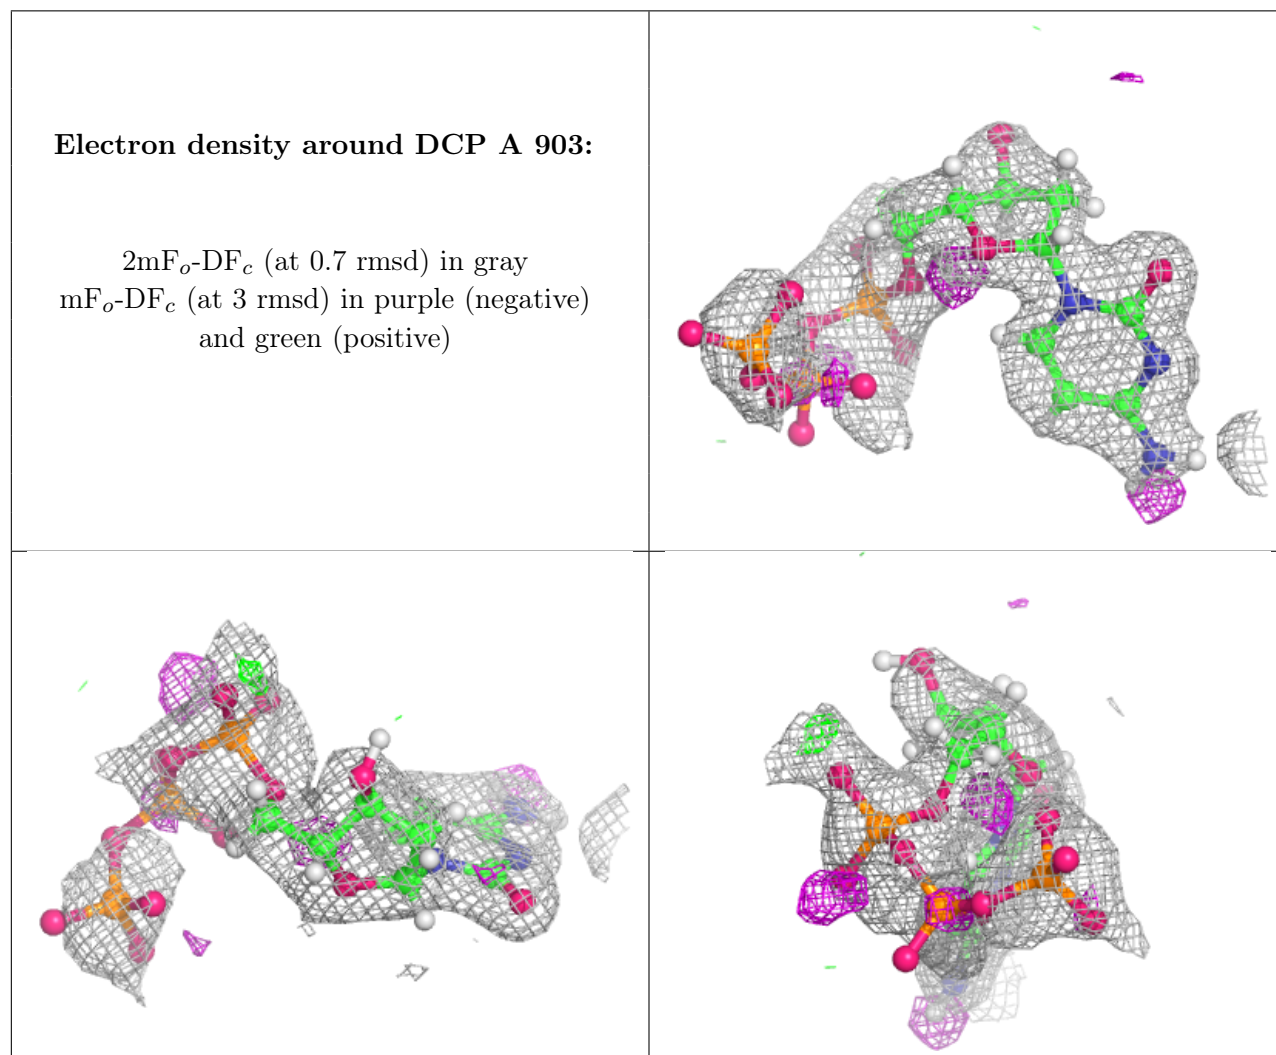 Electron density around DCP A 903:
2mFo-DFc (at 0.7 rmsd) in gray
mFo-DFc (at 3 rmsd) in purple (negative)
and green (positive)